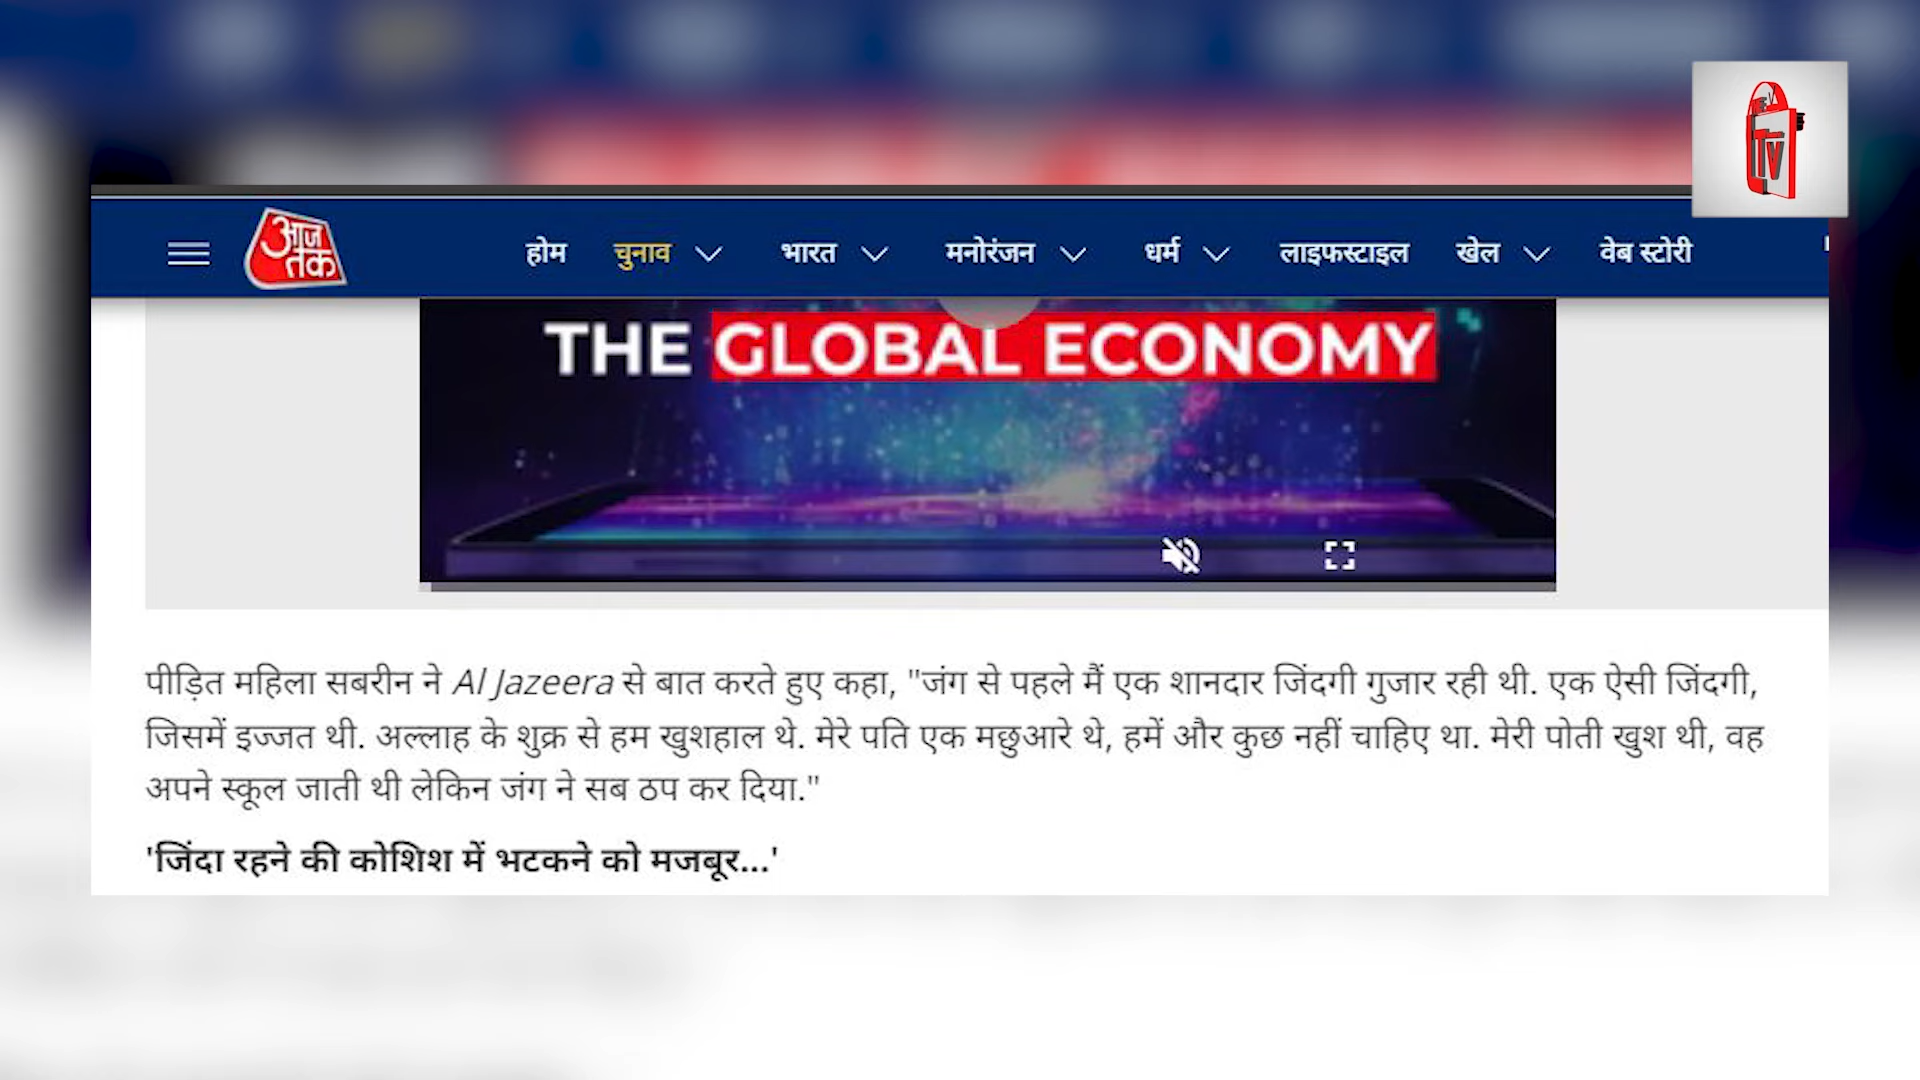 TV
आज
तक
होम चुनाव भारत मनोरंजन धर्म लाइफस्टाइल खेल वेब स्टोरी
THE GLOBAL ECONOMY
पीड़ित महिला सबरीन ने Al Jazeera से बात करते हुए कहा, "जंग से पहले मैं एक शानदार जिंदगी गुजार रही थी. एक ऐसी जिंदगी,
जिसमें इज्जत थी. अल्लाह के शुक्र से हम खुशहाल थे. मेरे पति एक मछुआरे थे, हमें और कुछ नहीं चाहिए था. मेरी पोती खुश थी, वह
अपने स्कूल जाती थी लेकिन जंग ने सब ठप कर दिया."
'जिंदा रहने की कोशिश में भटकने को मजबूर...'